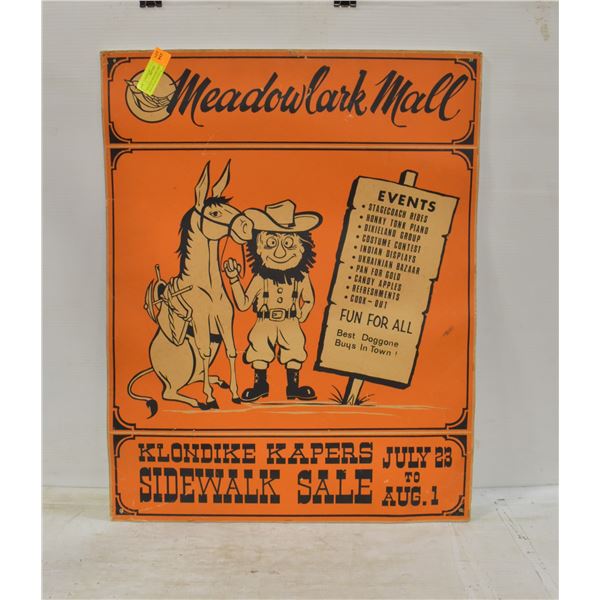 Meadowlark Mall
EVENTS
• STAGECOACH RIDES
• HONKY TONK PIANO
• DIXIELAND GROUP
• COSTUME CONTEST
• INDIAN DISPLAYS
• UKRAINIAN BAZAAR
• PAN FOR GOLD
• CANDY APPLES
• REFRESHMENTS
• COOK-OUT
FUN FOR ALL
Best Doggone
Buys In Town!
KLONDIKE KAPERS
SIDEWALK SALE
JULY 23
TO
AUG. 1